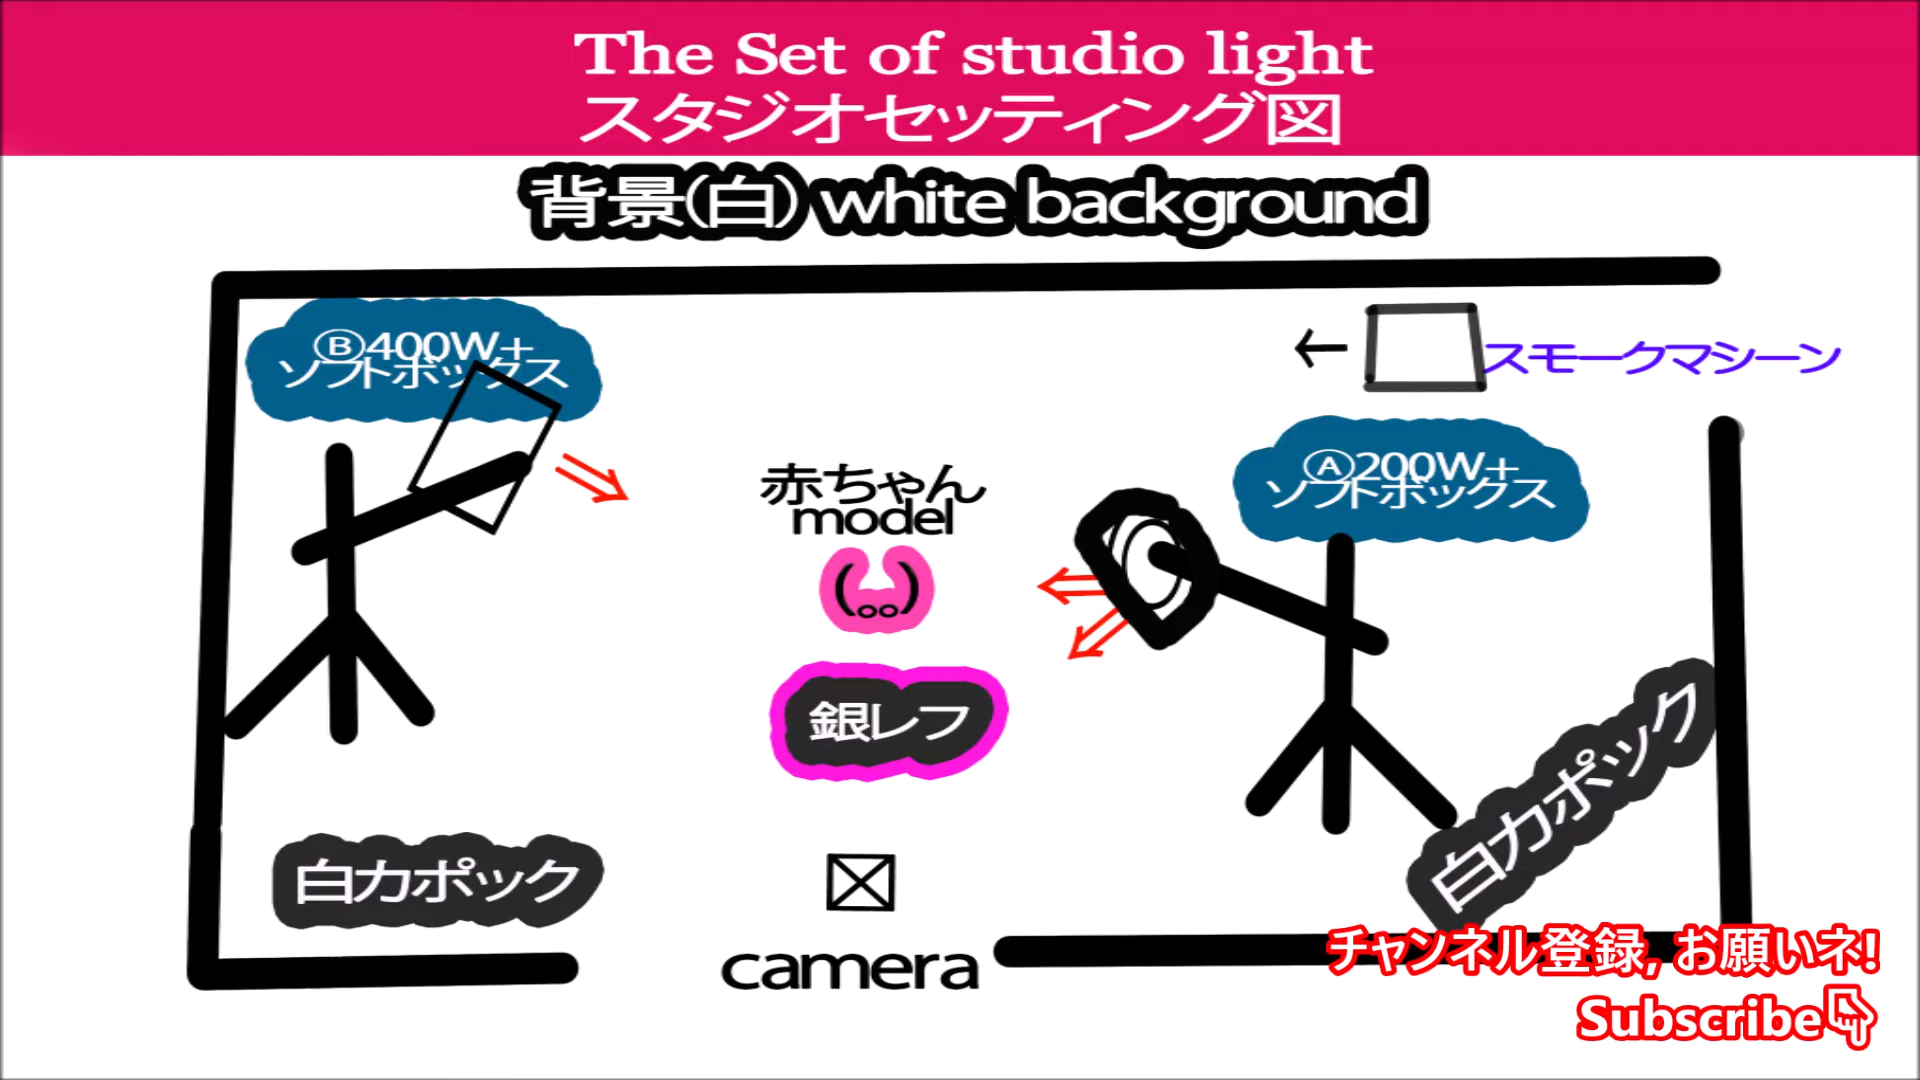 The Set of studio light
スタジオセッティング図
背景(白) white background
Ⓑ400W+
ソフトボックス
スモークマシーン
Ⓐ200W+
ソフトボックス
赤ちゃん
model
銀レフ
白カポック
白カポック
camera
チャンネル登録, お願いネ!
Subscribe